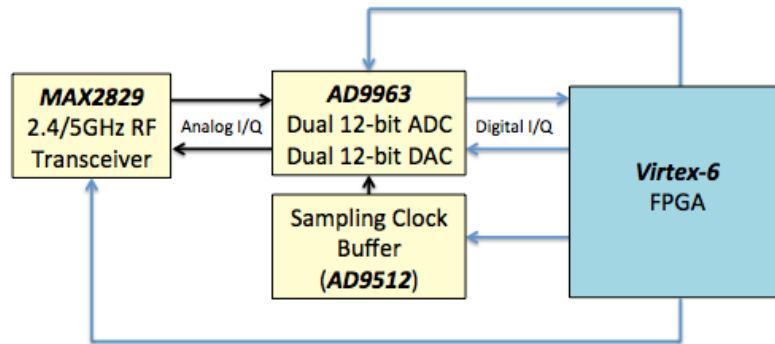 MAX2829
2.4/5GHz RF
Transceiver
Analog I/Q
AD9963
Dual 12-bit ADC
Dual 12-bit DAC
Digital I/Q
Virtex-6
FPGA
Sampling Clock
Buffer
(AD9512)